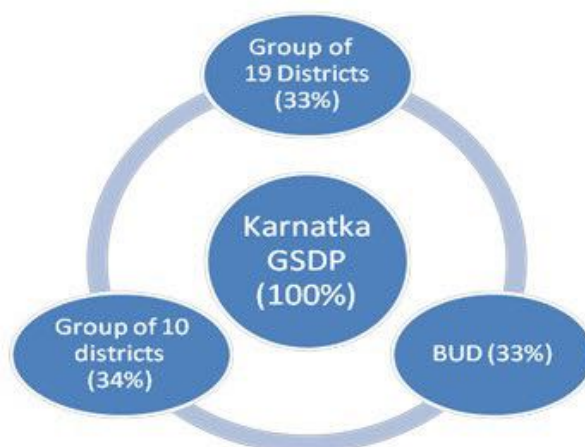 Group of
19 Districts
(33%)
Karnatka
GSDP
(100%)
Group of 10
districts
(34%)
BUD (33%)